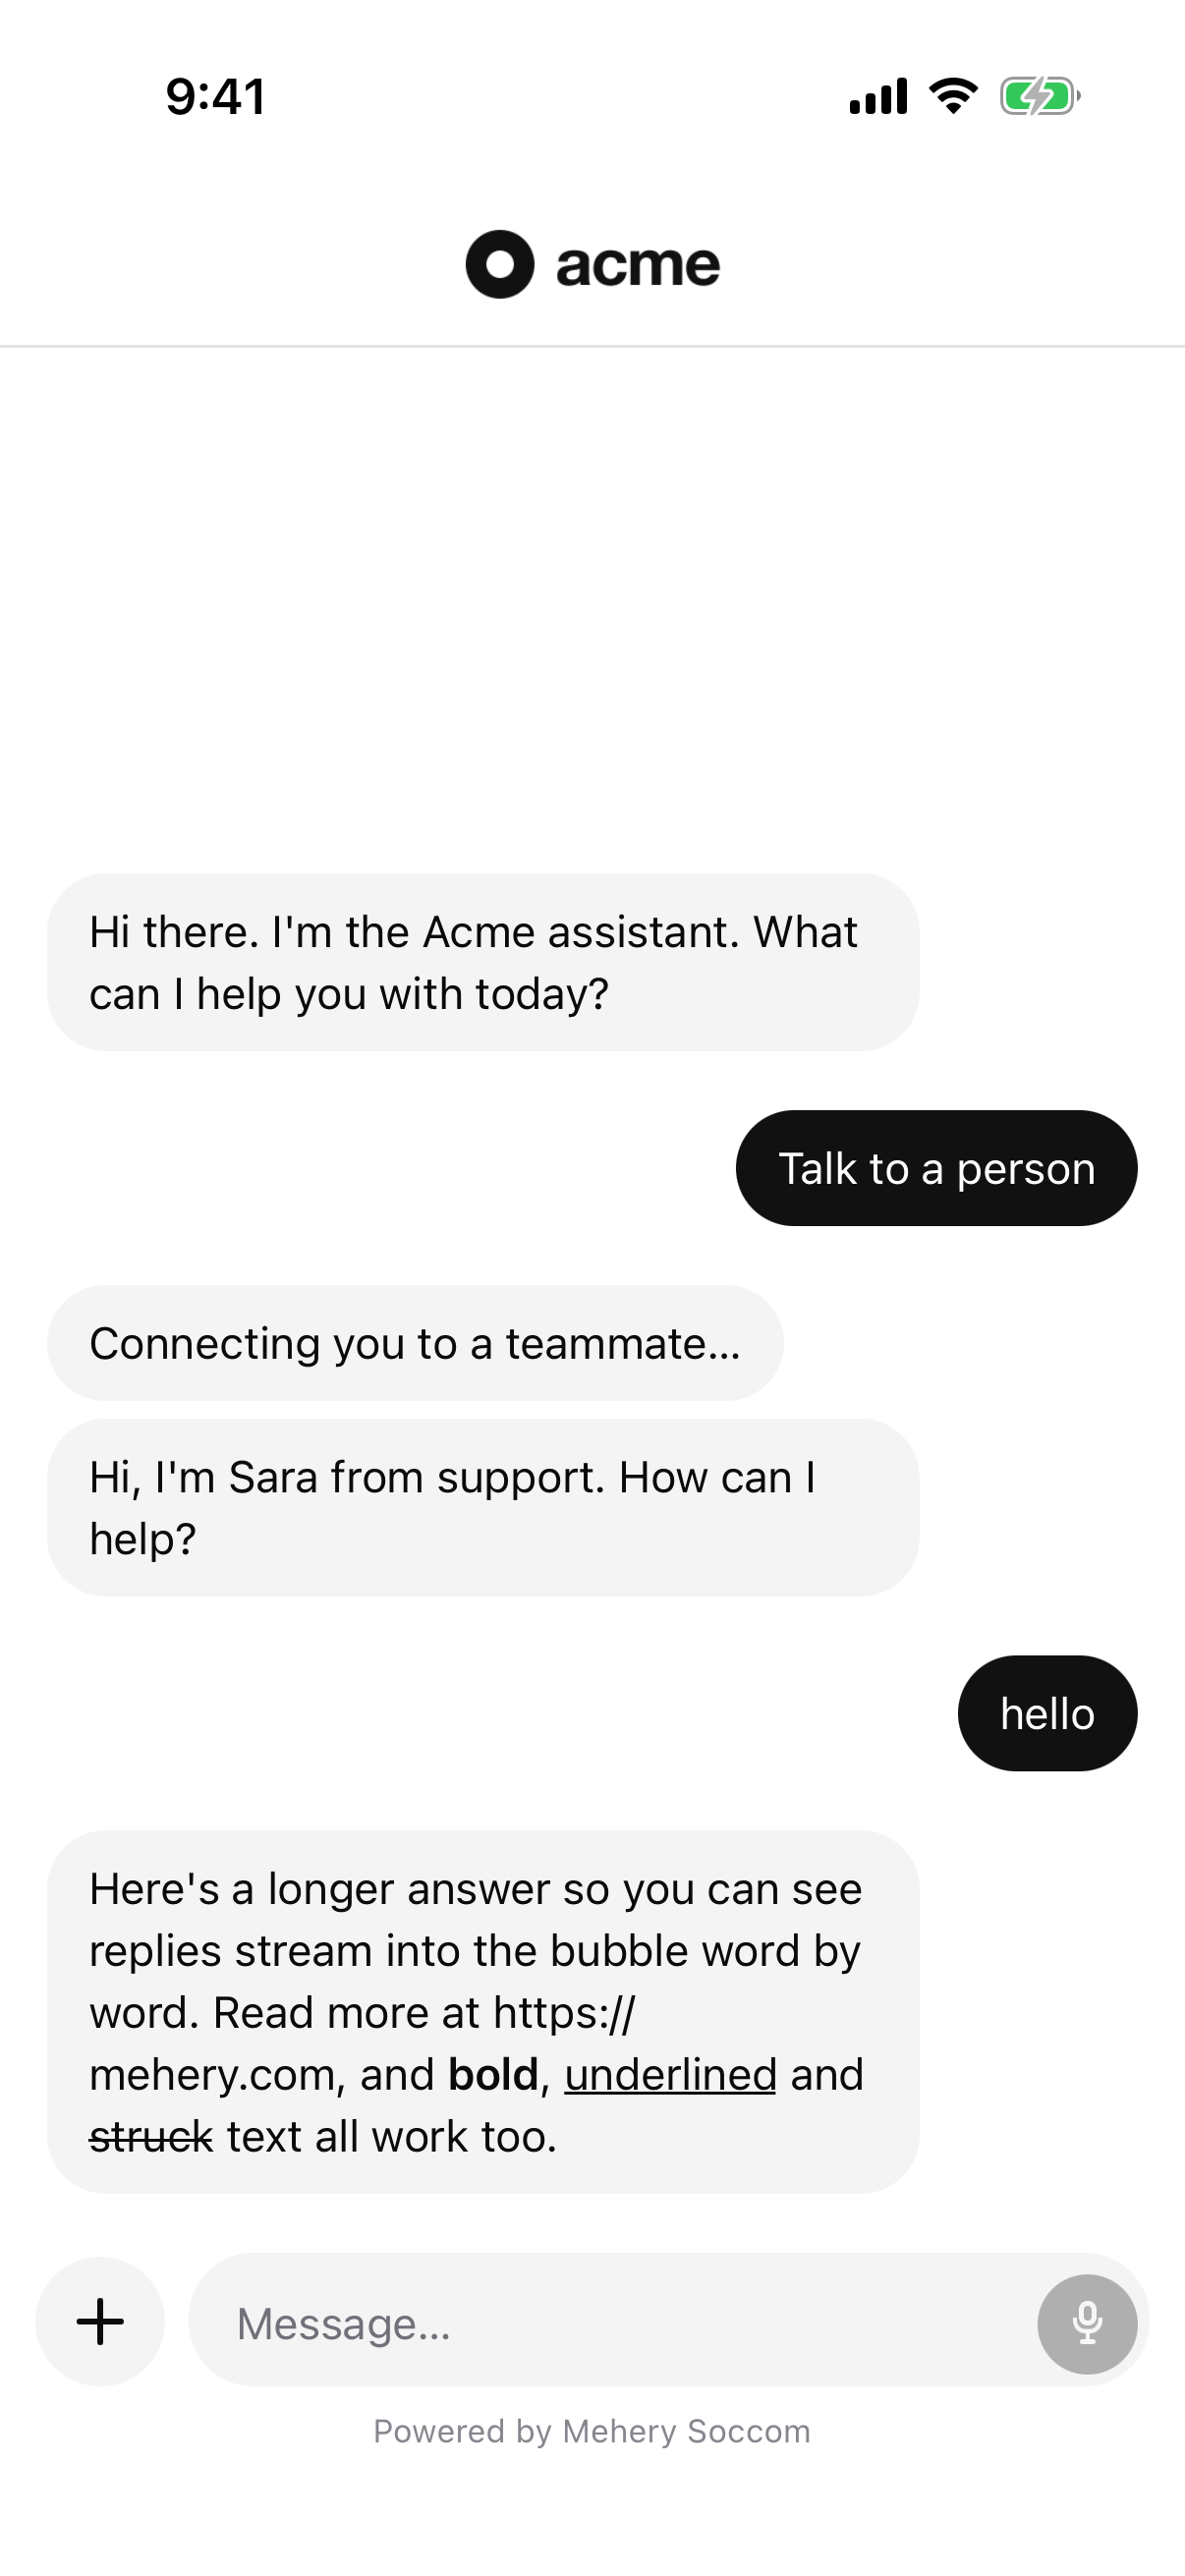 9:41
acme
Hi there. I'm the Acme assistant. What
can I help you with today?
Talk to a person
Connecting you to a teammate...
Hi, I'm Sara from support. How can I
help?
hello
Here's a longer answer so you can see
replies stream into the bubble word by
word. Read more at https://
mehery.com, and bold, underlined and
struck text all work too.
Message...
Powered by Mehery Soccom